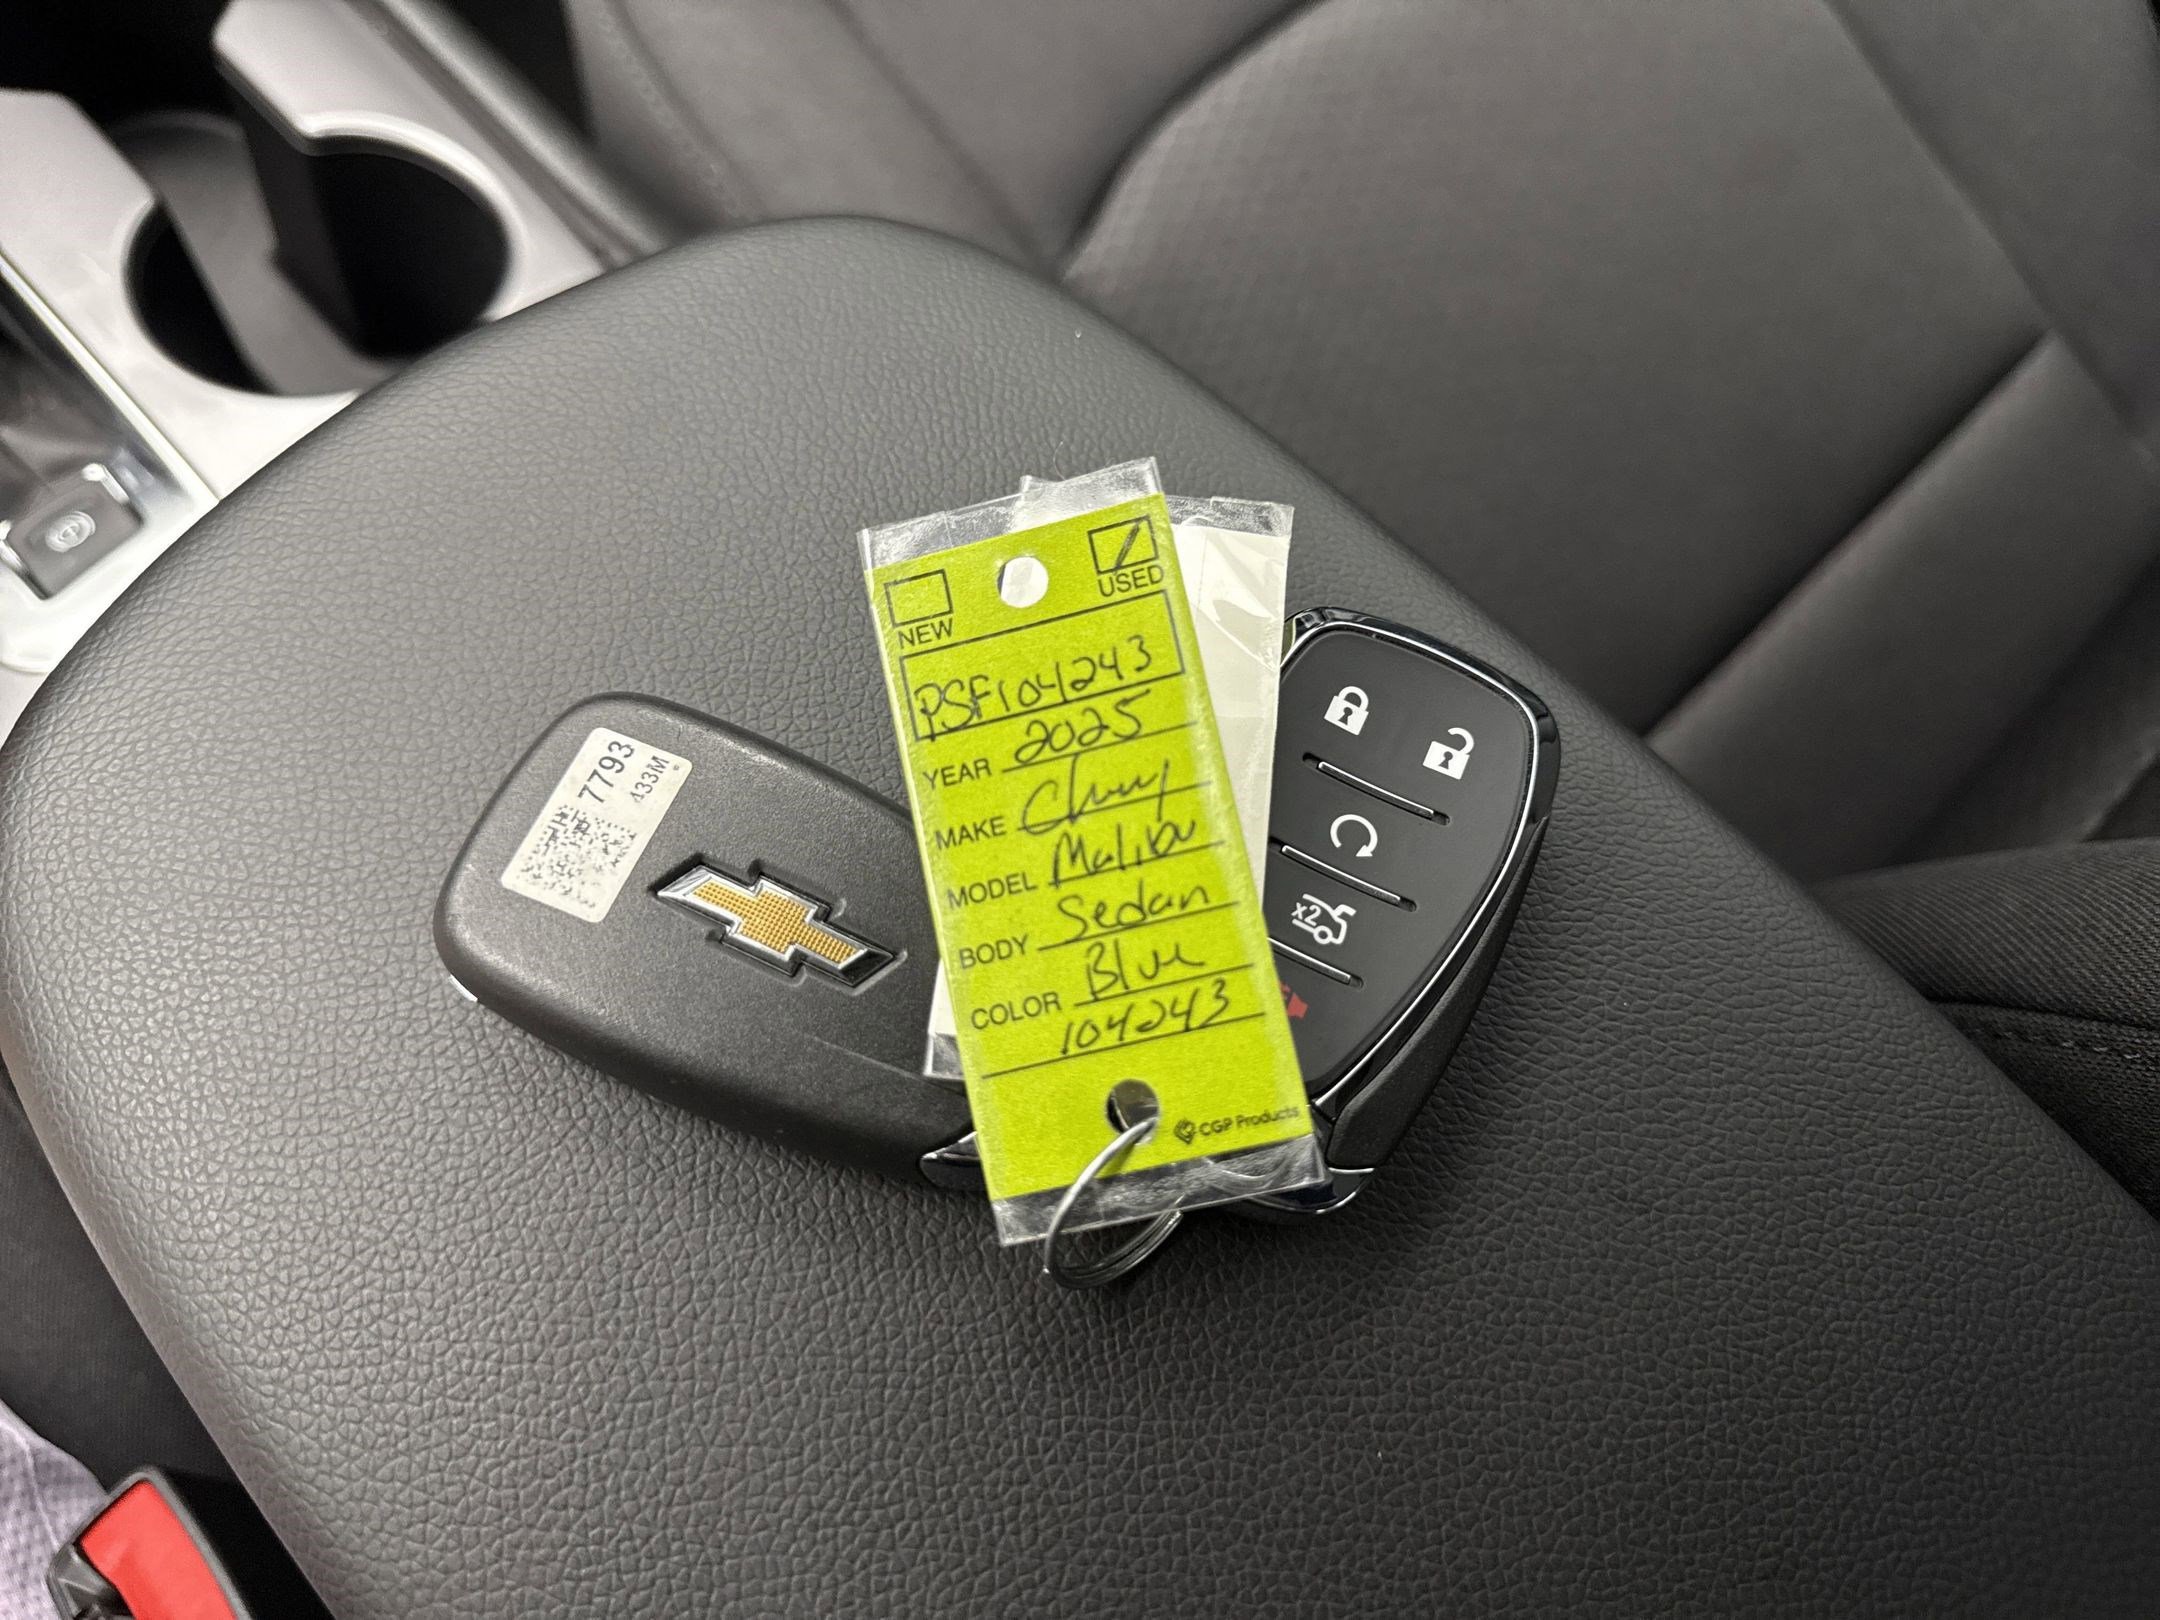 NEW
USED
PSF104243
YEAR 2025
MAKE Chevy
MODEL Malibu
BODY Sedan
COLOR Blue
104243
CGP Products
7793
433M
x2